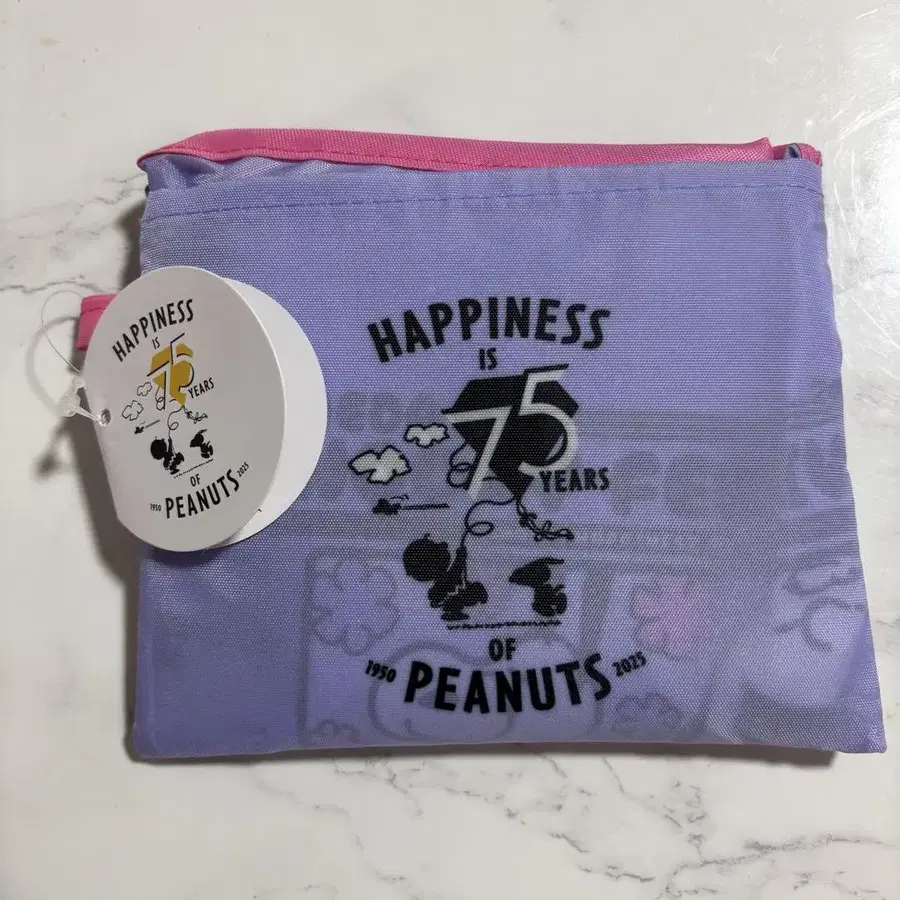 HAPPINESS
IS
75
YEARS
OF
1950 PEANUTS 2025
HAPPINESS
IS
75
YEARS
OF
1950 PEANUTS 2025